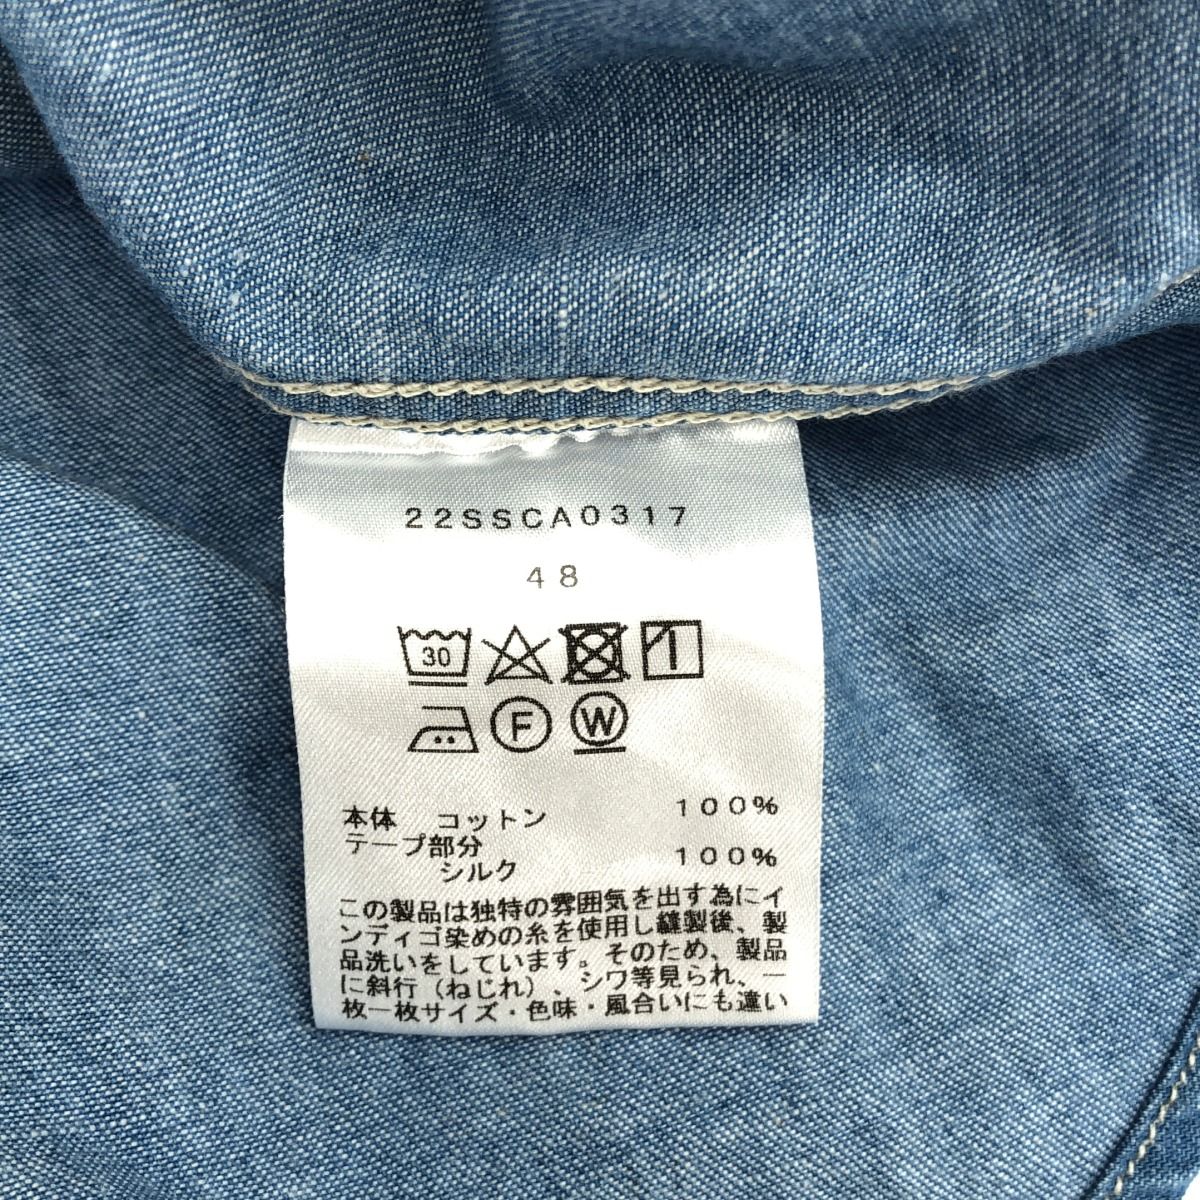 22SSCA0317
48
30
F W
本体 コットン 100%
テープ部分
シルク 100%
この製品は独特の雰囲気を出す為にイ
ンディゴ染めの糸を使用し縫製後、製
品洗いをしています。そのため、製品
に斜行（ねじれ）、シワ等見られ、一
枚一枚サイズ・色味・風合いにも違い